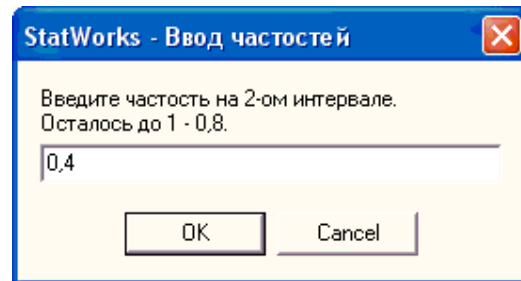 StatWorks - Ввод частостей
Введите частость на 2-ом интервале.
Осталось до 1 - 0,8.
0,4
OK
Cancel